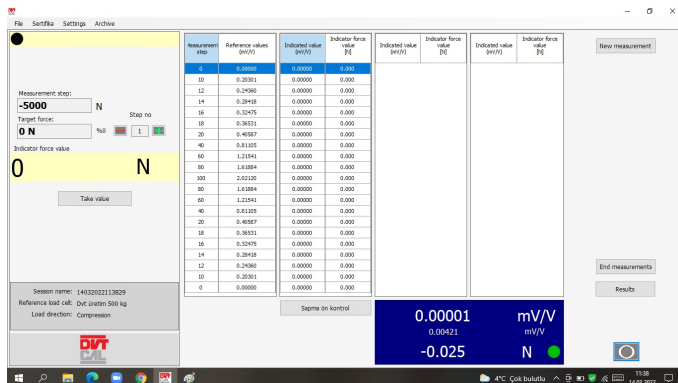 File Sertifika Settings Archive
Measurement step:
-5000 N
Target force:
0 N %0
Step no
1
Indicator force value
0 N
Take value
Session name: 14032022113829
Reference load cell: Dvt üretim 500 kg
Load direction: Compression
DVT
CAL
Measurement step Reference values (mV/V) Indicated value (mV/V) Indicator force value [N] Indicated value (mV/V) Indicator force value [N] Indicated value (mV/V) Indicator force value [N]
0 0.00000 0.00000 0.000
10 0.20301 0.00000 0.000
12 0.24360 0.00000 0.000
14 0.28418 0.00000 0.000
16 0.32475 0.00000 0.000
18 0.36531 0.00000 0.000
20 0.40587 0.00000 0.000
40 0.81105 0.00000 0.000
60 1.21541 0.00000 0.000
80 1.61884 0.00000 0.000
100 2.02120 0.00000 0.000
80 1.61884 0.00000 0.000
60 1.21541 0.00000 0.000
40 0.81105 0.00000 0.000
20 0.40587 0.00000 0.000
18 0.36531 0.00000 0.000
16 0.32475 0.00000 0.000
14 0.28418 0.00000 0.000
12 0.24360 0.00000 0.000
10 0.20301 0.00000 0.000
0 0.00000 0.00000 0.000
Sapma ön kontrol
0.00001 mV/V
0.00421 mV/V
-0.025 N
New measurement
End measurements
Results
4°C Çok bulutlu
11:38
14.03.2022